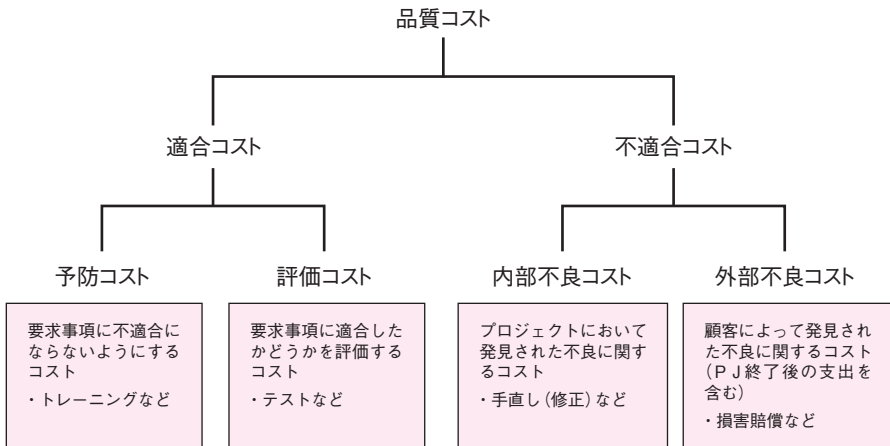 品質コスト
適合コスト
不適合コスト
予防コスト
評価コスト
内部不良コスト
外部不良コスト
要求事項に不適合に
ならないようにする
コスト
・トレーニングなど
要求事項に適合した
かどうかを評価する
コスト
・テストなど
プロジェクトにおいて
発見された不良に関す
るコスト
・手直し(修正)など
顧客によって発見され
た不良に関するコスト
(PJ終了後の支出を
含む)
・損害賠償など